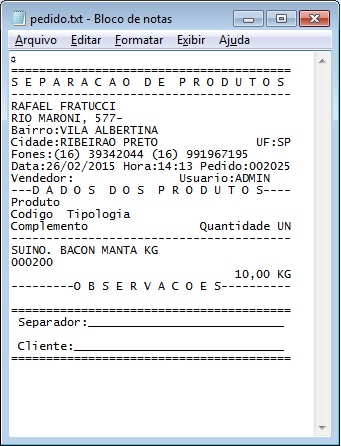 pedido.txt - Bloco de notas
Arquivo Editar Formatar Exibir Ajuda
¤
========================================
S E P A R A C A O  D E  P R O D U T O S
----------------------------------------
RAFAEL FRATUCCI
RIO MARONI, 577-
Bairro:VILA ALBERTINA
Cidade:RIBEIRAO PRETO          UF:SP
Fones:(16) 39342044 (16) 991967195
Data:26/02/2015 Hora:14:13 Pedido:002025
Vendedor:               Usuario:ADMIN
---D A D O S  D O S  P R O D U T O S----
Produto
Codigo  Tipologia
Complemento                Quantidade UN
----------------------------------------
SUINO. BACON MANTA KG
000200
                                10,00 KG
---------O B S E R V A C O E S----------
========================================
 Separador:____________________________
 Cliente:______________________________
========================================